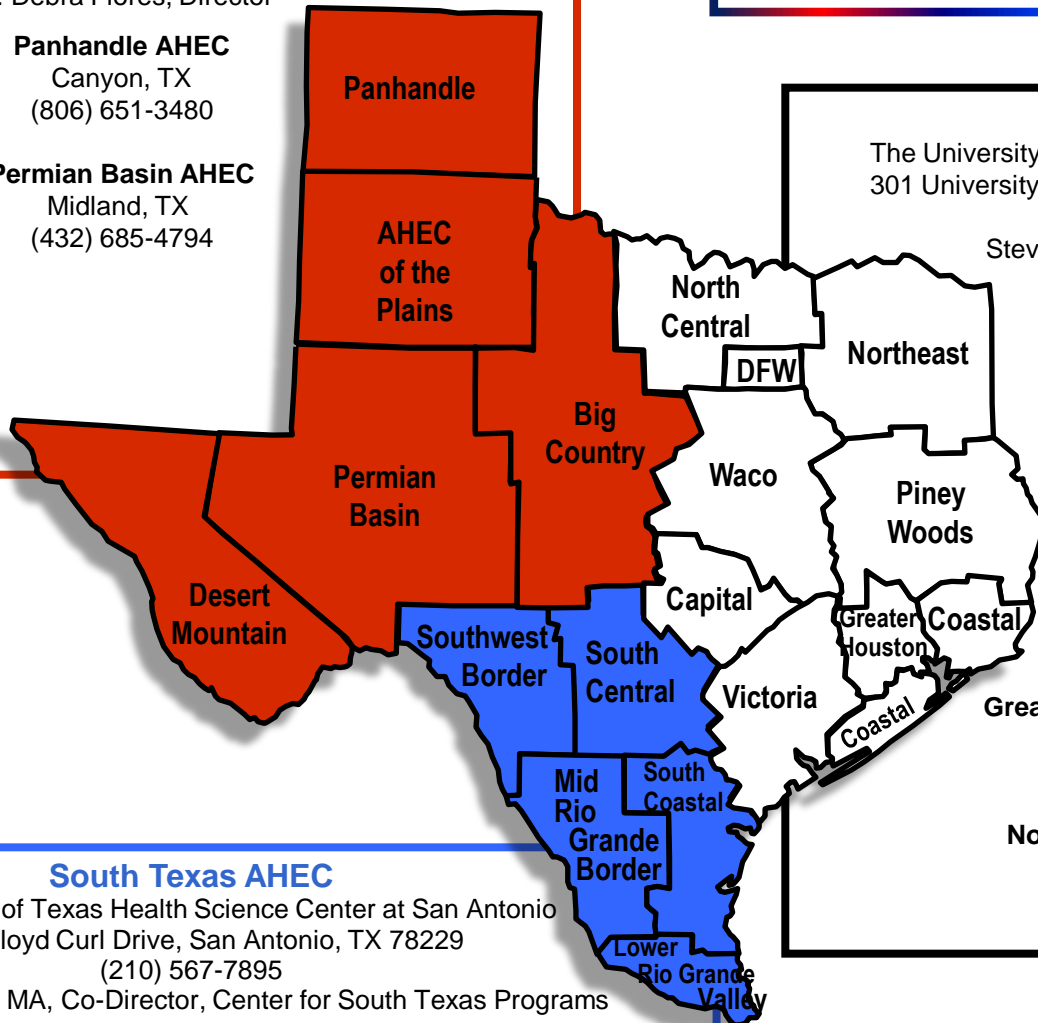 Debra Flores, Director
Panhandle AHEC
Canyon, TX
(806) 651-3480
Permian Basin AHEC
Midland, TX
(432) 685-4794
Panhandle
AHEC
of the
Plains
Permian
Basin
Big
Country
Desert
Mountain
North
Central
DFW
Northeast
Waco
Piney
Woods
Capital
Greater
Houston
Coastal
Victoria
Coastal
Southwest
Border
South
Central
Mid
Rio
Grande
Border
South
Coastal
Lower
Rio Grande
Valley
The University
301 University
Stev
Grea
No
South Texas AHEC
of Texas Health Science Center at San Antonio
loyd Curl Drive, San Antonio, TX 78229
(210) 567-7895
MA, Co-Director, Center for South Texas Programs